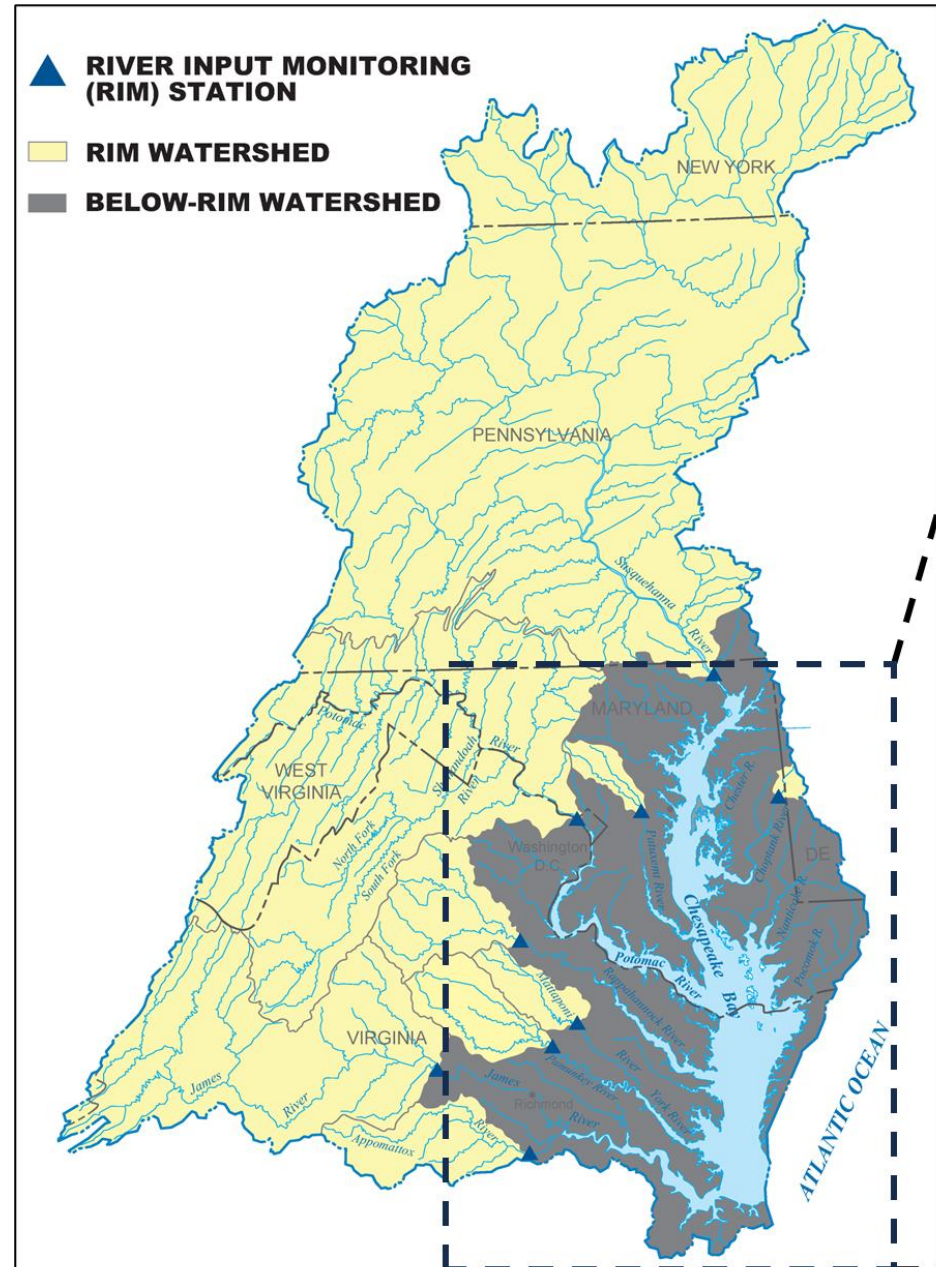 RIVER INPUT MONITORING
(RIM) STATION
RIM WATERSHED
BELOW-RIM WATERSHED
NEW YORK
PENNSYLVANIA
Susquehanna
River
MARYLAND
Potomac
River
WEST
VIRGINIA
Shenandoah
River
North Fork
South Fork
Washington
D.C.
Patuxent River
Chester R.
Choptank River
DE
Nanticoke R.
Pocomok R.
Chesapeake
Bay
Potomac
River
Rappahannock River
Mattaponi
River
VIRGINIA
Pamunkey River
York River
James
River
Richmond
James
River
Appomattox
River
ATLANTIC OCEAN